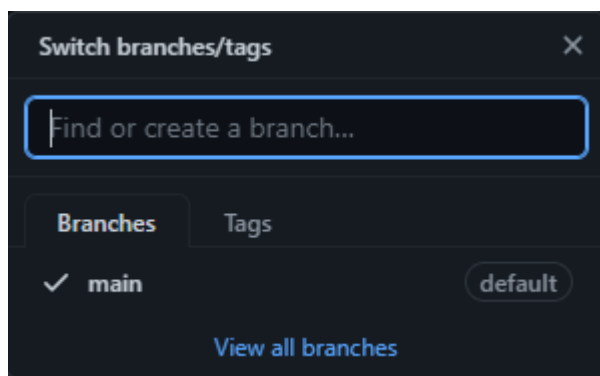 Switch branches/tags
Find or create a branch...
Branches Tags
main default
View all branches